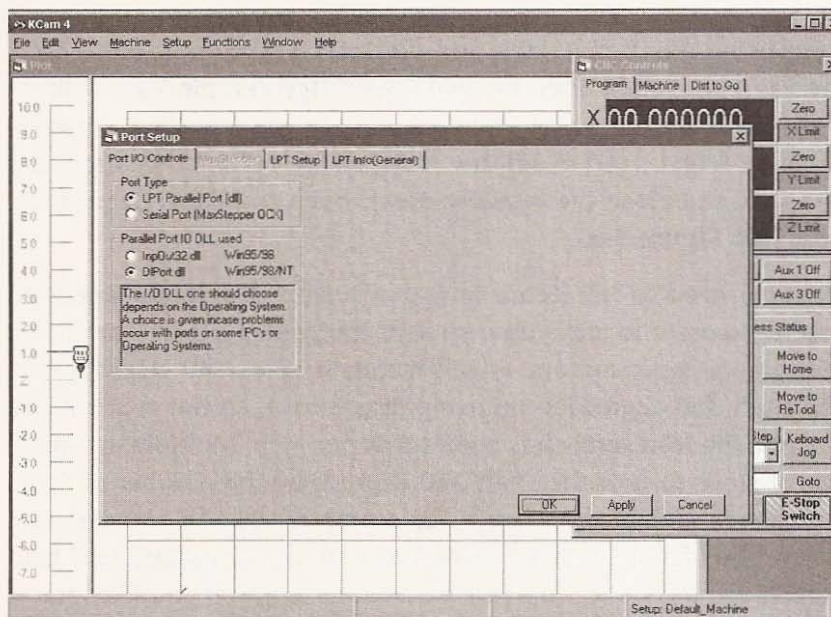 KCam 4
File Edit View Machine Setup Functions Window Help
Plot
CNC Controls
Program Machine Dist to Go
X 00.000000
Zero
X Limit
Zero
Y Limit
Zero
Z Limit
Aux 1 Off
Aux 3 Off
ess Status
Move to
Home
Move to
ReTool
Step
Keboard
Jog
Goto
E-Stop
Switch
10.0
9.0
8.0
7.0
6.0
5.0
4.0
3.0
2.0
1.0
Z
-1.0
-2.0
-3.0
-4.0
-5.0
-6.0
-7.0
Port Setup
Port I/O Controls LPT Setup LPT Info(General)
Port Type
LPT Parallel Port (dll)
Serial Port (MaxStepper OCX)
Parallel Port IO DLL used
InpOut32.dll Win95/98
DlPort.dll Win95/98/NT
The I/O DLL one should choose
depends on the Operating System.
A choice is given incase problems
occur with ports on some PC's or
Operating Systems.
OK Apply Cancel
Setup: Default_Machine